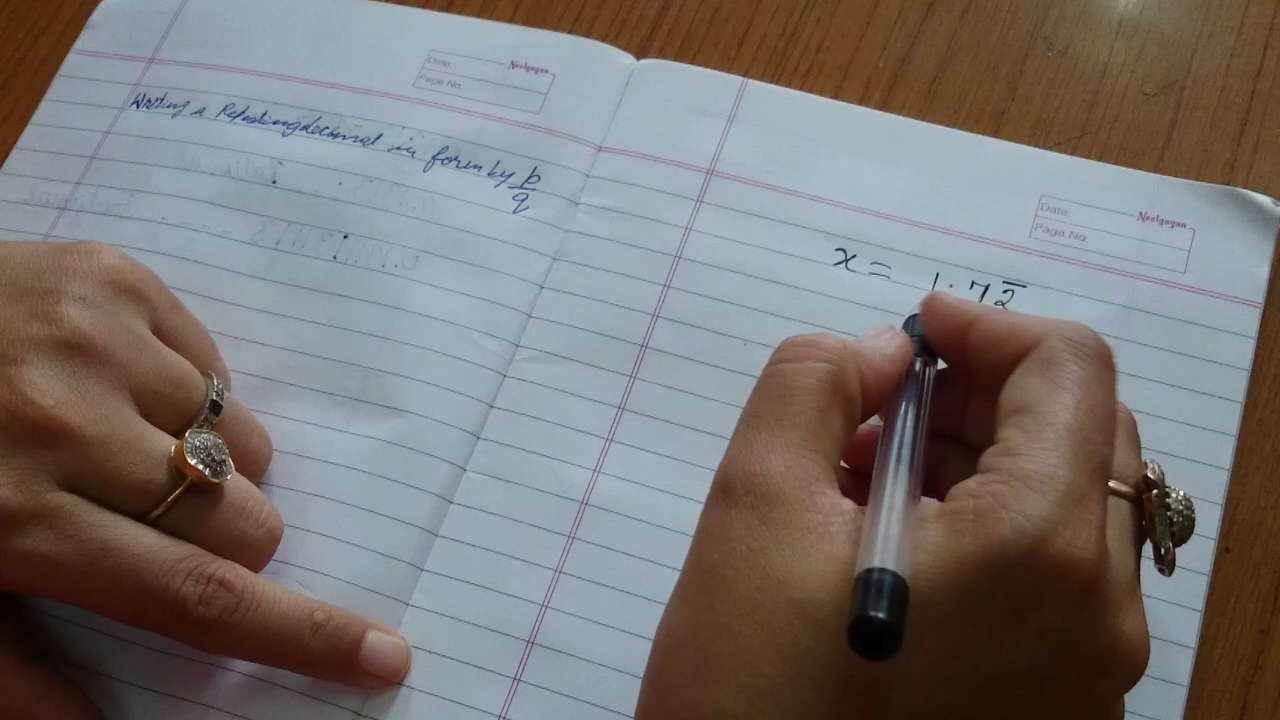 Date: Neelgagan
Page No.
Writing a Repeating decimal in form by p/q
Date: Neelgagan
Page No.
x = 1.72̅